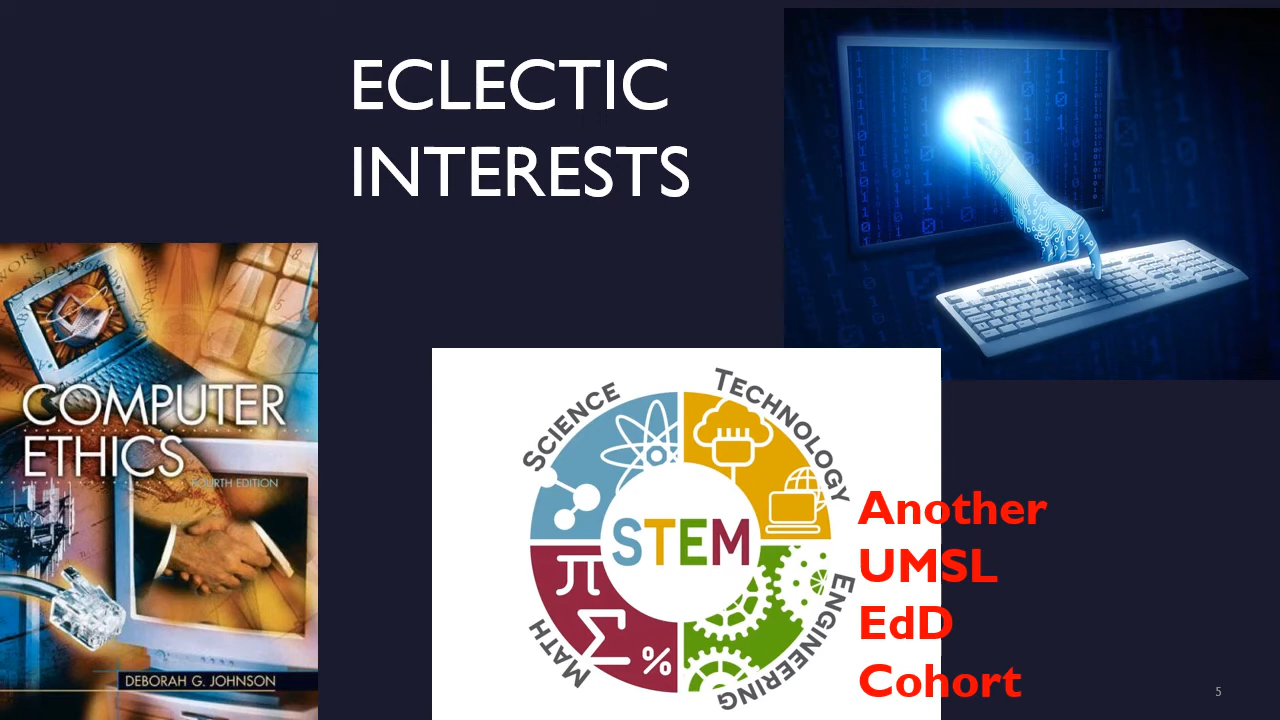 ECLECTIC
INTERESTS
COMPUTER
ETHICS
FOURTH EDITION
DEBORAH G. JOHNSON
SCIENCE
TECHNOLOGY
STEM
π
Σ
%
MATH
ENGINEERING
Another
UMSL
EdD
Cohort
5